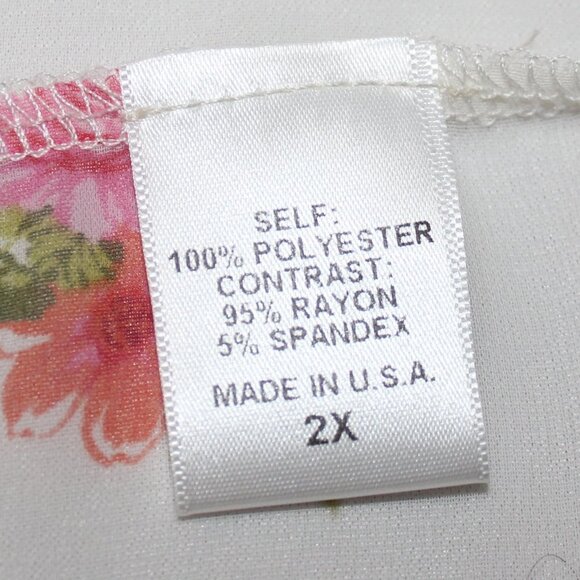 SELF:
100% POLYESTER
CONTRAST:
95% RAYON
5% SPANDEX
MADE IN U.S.A.
2X